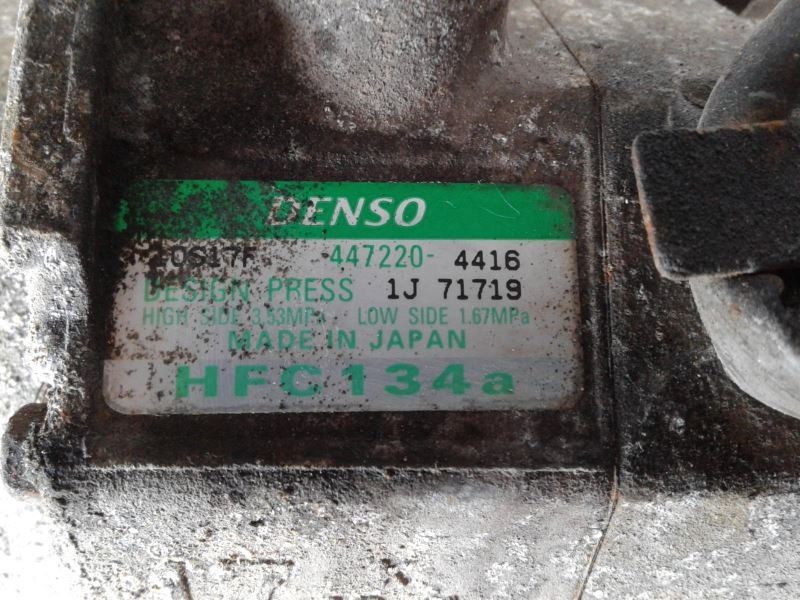 DENSO
10S17F 447220- 4416
DESIGN PRESS 1J 71719
HIGH SIDE 3.53MPa LOW SIDE 1.67MPa
MADE IN JAPAN
HFC134a